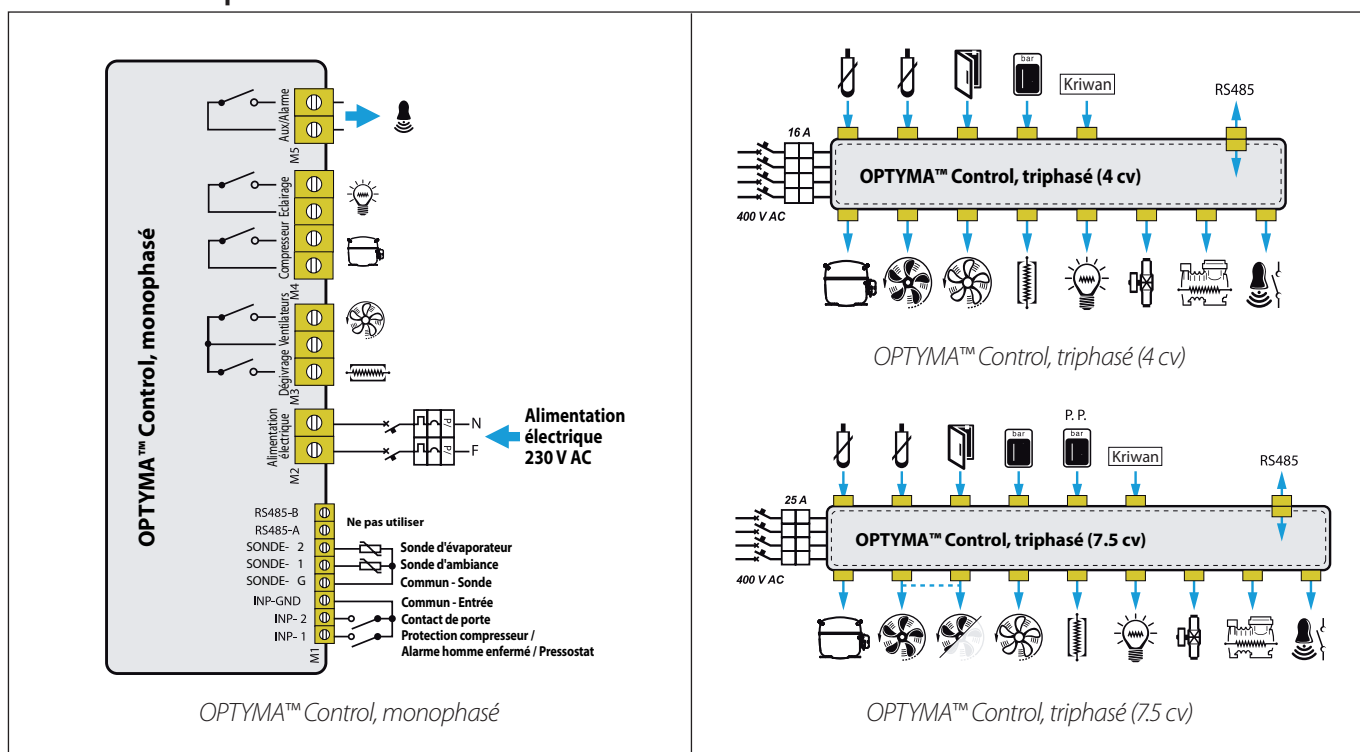 OPTYMA™ Control, monophasé
Aux/Alarme
M5
Eclairage
Compresseur
M4
Ventilateurs
Dégivrage
M3
Alimentation
électrique
M2
P/
N
P/
F
Alimentation
électrique
230 V AC
RS485-B
RS485-A
Ne pas utiliser
SONDE- 2
Sonde d'évaporateur
SONDE- 1
Sonde d'ambiance
SONDE- G
Commun - Sonde
INP-GND
Commun - Entrée
INP- 2
Contact de porte
INP- 1
Protection compresseur /
Alarme homme enfermé / Pressostat
M1
OPTYMA™ Control, monophasé
bar
Kriwan
RS485
16 A
400 V AC
OPTYMA™ Control, triphasé (4 cv)
OPTYMA™ Control, triphasé (4 cv)
P. P.
bar
bar
Kriwan
RS485
25 A
400 V AC
OPTYMA™ Control, triphasé (7.5 cv)
OPTYMA™ Control, triphasé (7.5 cv)